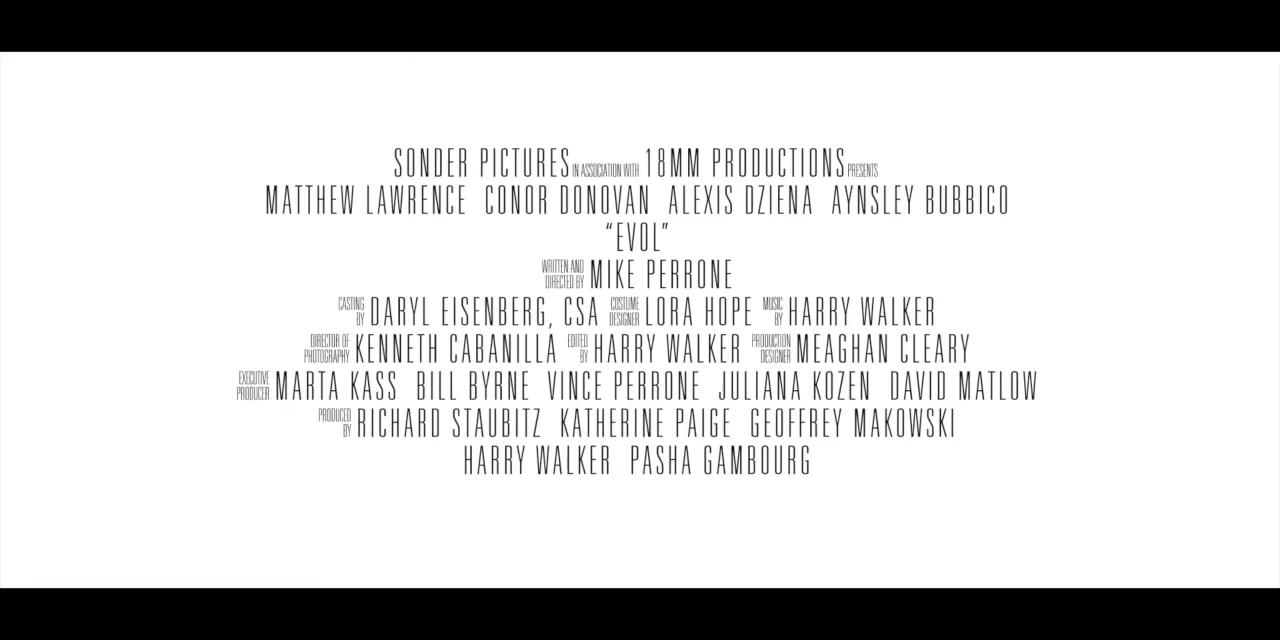 SONDER PICTURES IN ASSOCIATION WITH 18MM PRODUCTIONS PRESENTS
MATTHEW LAWRENCE CONOR DONOVAN ALEXIS DZIENA AYNSLEY BUBBICO
“EVOL”
WRITTEN AND DIRECTED BY MIKE PERRONE
CASTING BY DARYL EISENBERG, CSA COSTUME DESIGNER LORA HOPE MUSIC BY HARRY WALKER
DIRECTOR OF PHOTOGRAPHY KENNETH CABANILLA EDITED BY HARRY WALKER PRODUCTION DESIGNER MEAGHAN CLEARY
EXECUTIVE PRODUCER MARTA KASS BILL BYRNE VINCE PERRONE JULIANA KOZEN DAVID MATLOW
PRODUCED BY RICHARD STAUBITZ KATHERINE PAIGE GEOFFREY MAKOWSKI
HARRY WALKER PASHA GAMBOURG